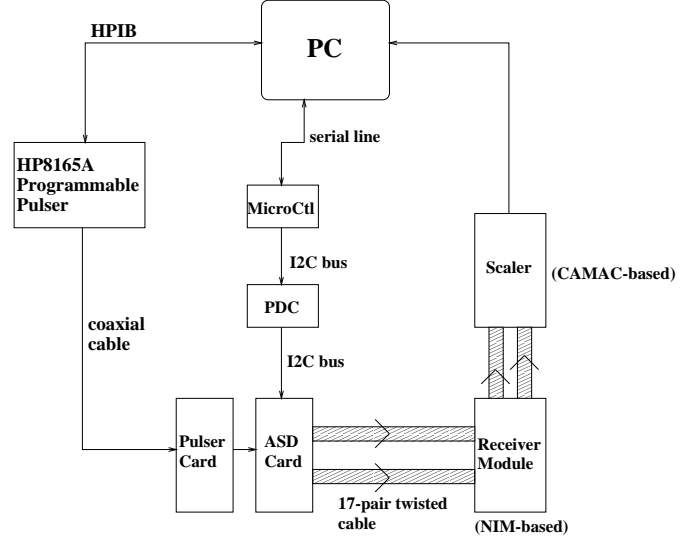 HPIB
PC
serial line
HP8165A
Programmable
Pulser
MicroCtl
I2C bus
Scaler
(CAMAC-based)
PDC
coaxial
cable
I2C bus
Pulser
Card
ASD
Card
Receiver
Module
17-pair twisted
cable
(NIM-based)